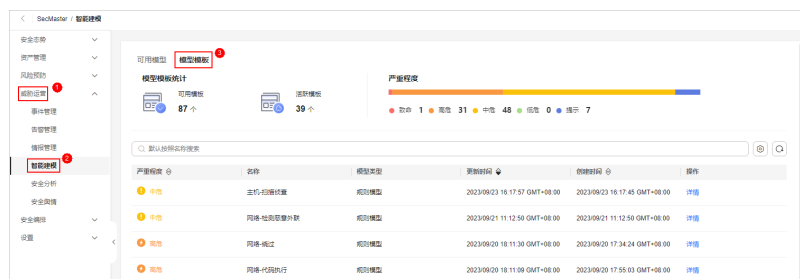 SecMaster / 智能建模
安全态势
资产管理
风险预防
威胁运营
1
事件管理
告警管理
情报管理
智能建模
2
安全分析
安全舆情
安全编排
设置
可用模型
模型模板
3
模型模板统计
可用模板
87 个
活跃模板
39 个
严重程度
致命 1 高危 31 中危 48 低危 0 提示 7
默认按照名称搜索
严重程度 名称 模型类型 更新时间 创建时间 操作
中危 主机-扫描侦查 规则模型 2023/09/23 16:17:57 GMT+08:00 2023/09/23 16:17:45 GMT+08:00 详情
中危 网络-检测恶意外联 规则模型 2023/09/21 11:12:50 GMT+08:00 2023/09/21 11:12:50 GMT+08:00 详情
高危 网络-绕过 规则模型 2023/09/20 18:11:30 GMT+08:00 2023/09/20 17:34:24 GMT+08:00 详情
高危 网络-代码执行 规则模型 2023/09/20 18:11:09 GMT+08:00 2023/09/20 17:55:03 GMT+08:00 详情